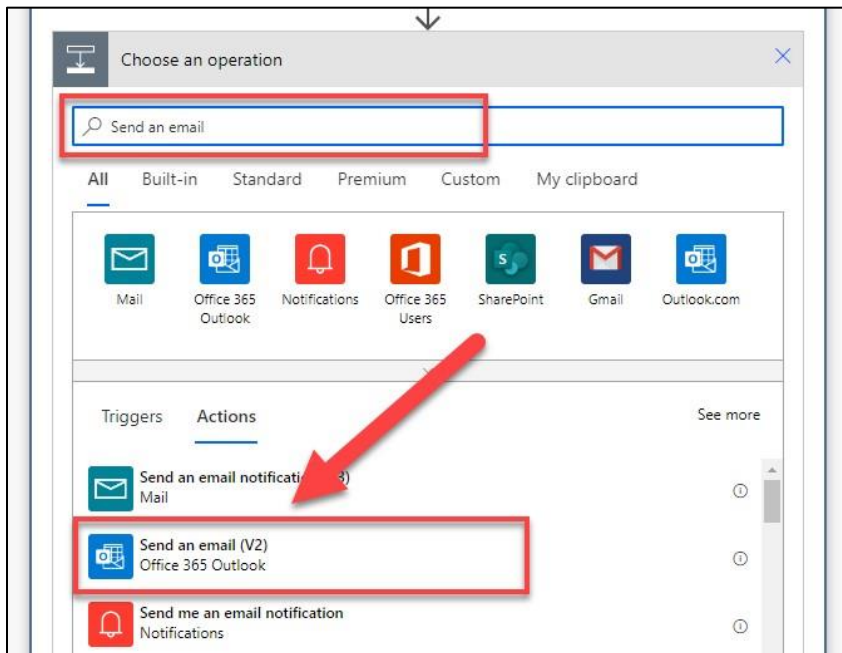 Choose an operation
Send an email
All Built-in Standard Premium Custom My clipboard
Mail Office 365 Notifications Office 365 SharePoint Gmail Outlook.com
Outlook Users
Triggers Actions See more
Send an email notification 3)
Mail
Send an email (V2)
Office 365 Outlook
Send me an email notification
Notifications